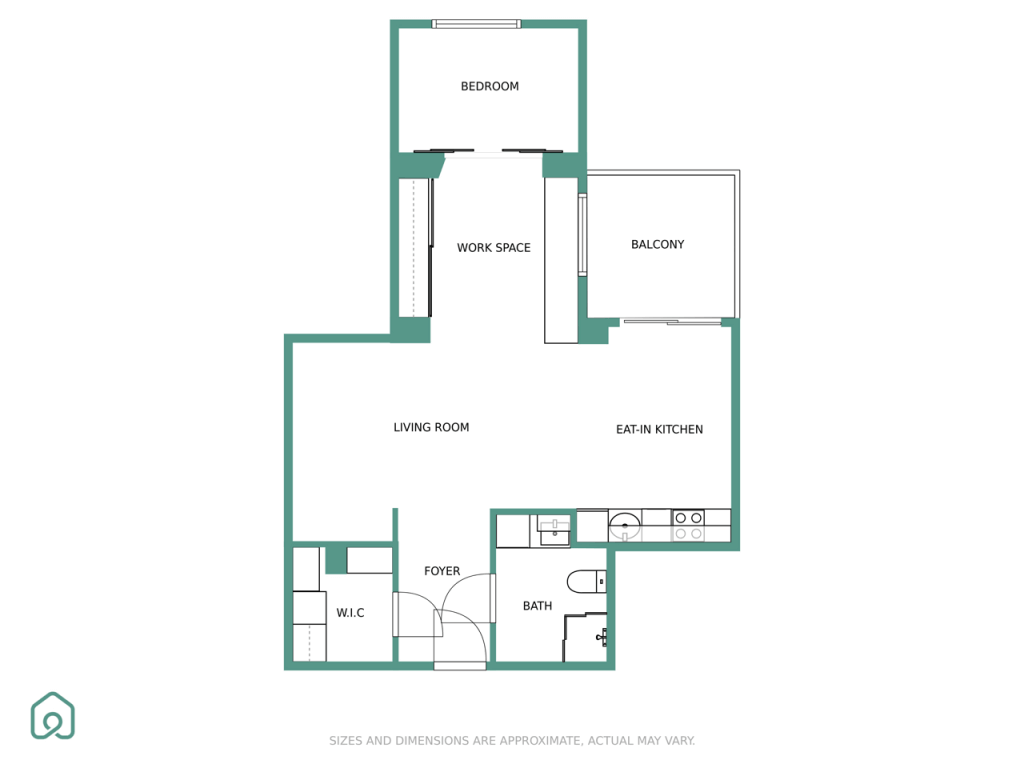 BEDROOM
WORK SPACE
BALCONY
LIVING ROOM
EAT-IN KITCHEN
FOYER
W.I.C
BATH
SIZES AND DIMENSIONS ARE APPROXIMATE, ACTUAL MAY VARY.